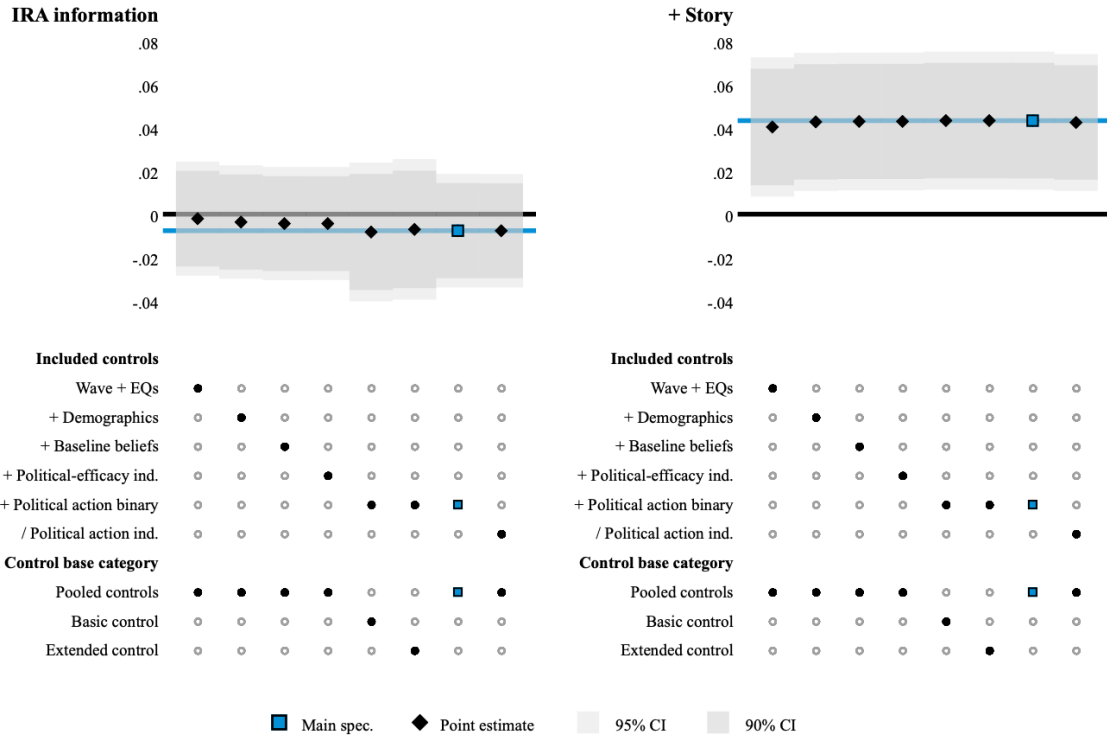 IRA information
.08
.06
.04
.02
0
-.02
-.04
Included controls
Wave + EQs
+ Demographics
+ Baseline beliefs
+ Political-efficacy ind.
+ Political action binary
/ Political action ind.
Control base category
Pooled controls
Basic control
Extended control
+ Story
.08
.06
.04
.02
0
-.02
-.04
Included controls
Wave + EQs
+ Demographics
+ Baseline beliefs
+ Political-efficacy ind.
+ Political action binary
/ Political action ind.
Control base category
Pooled controls
Basic control
Extended control
Main spec. Point estimate 95% CI 90% CI